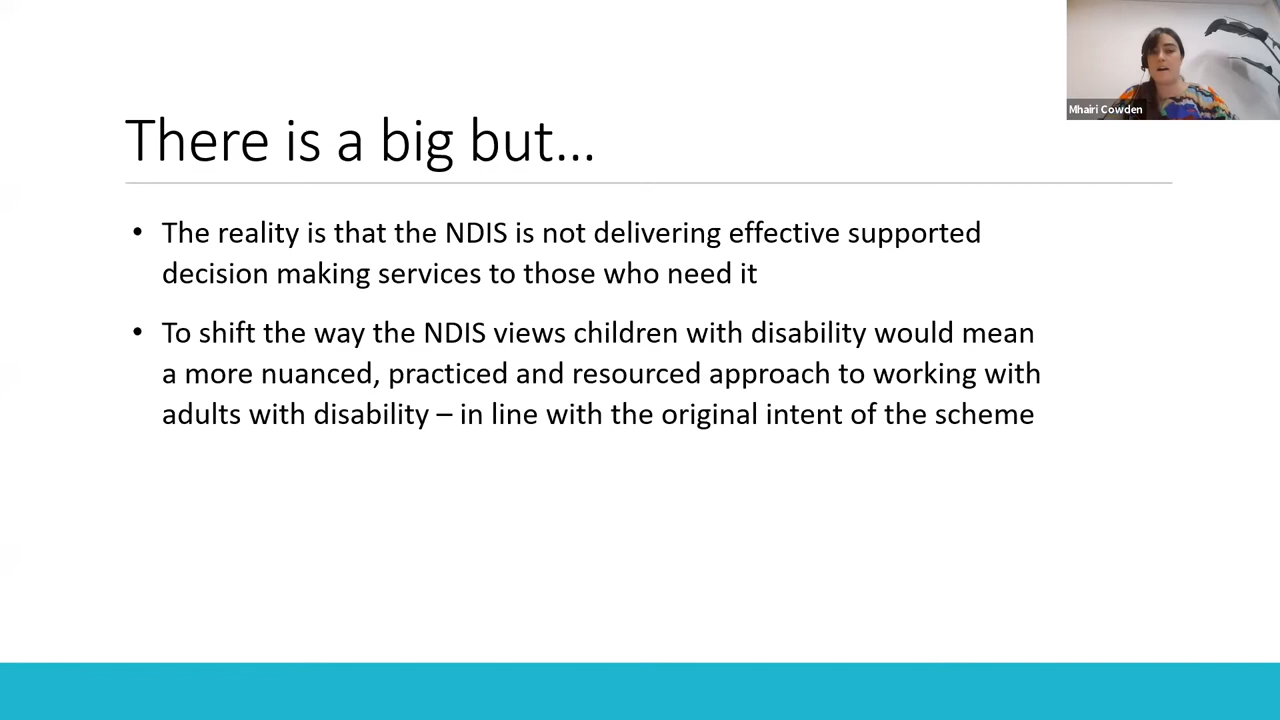 Mhairi Cowden
There is a big but...
• The reality is that the NDIS is not delivering effective supported
decision making services to those who need it
• To shift the way the NDIS views children with disability would mean
a more nuanced, practiced and resourced approach to working with
adults with disability – in line with the original intent of the scheme